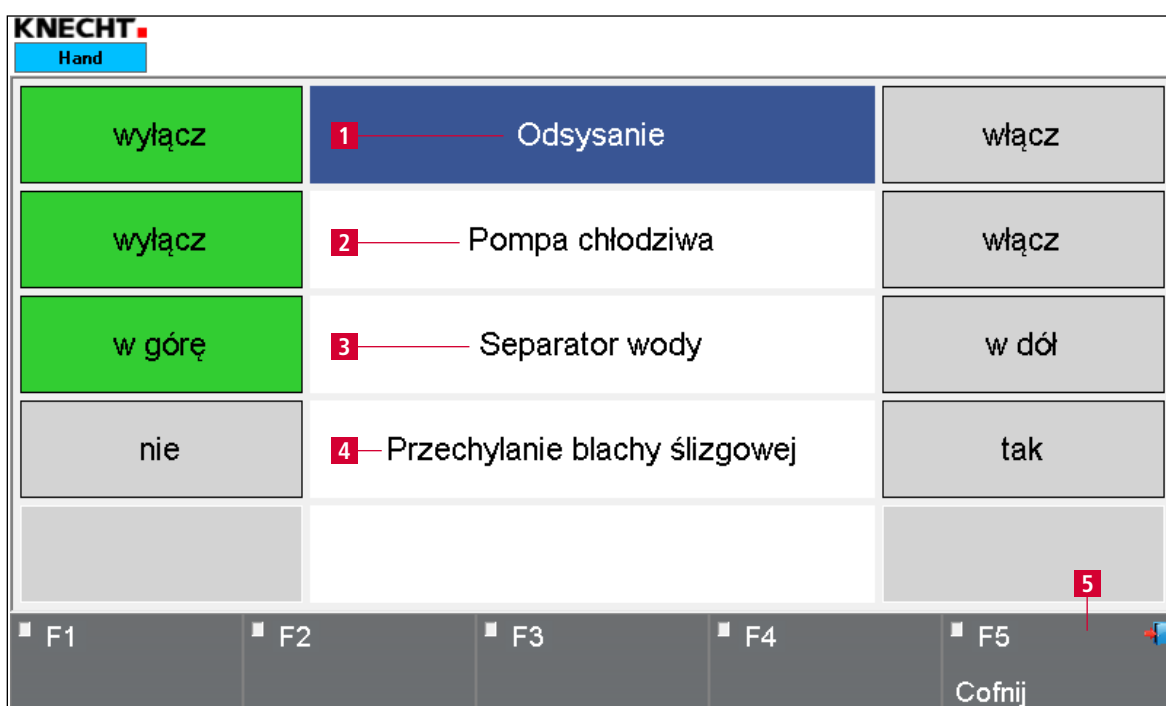 KNECHT
Hand
wyłącz 1 Odsysanie włącz
wyłącz 2 Pompa chłodziwa włącz
w górę 3 Separator wody w dół
nie 4 Przechylanie blachy ślizgowej tak
5
F1 F2 F3 F4 F5
Cofnij